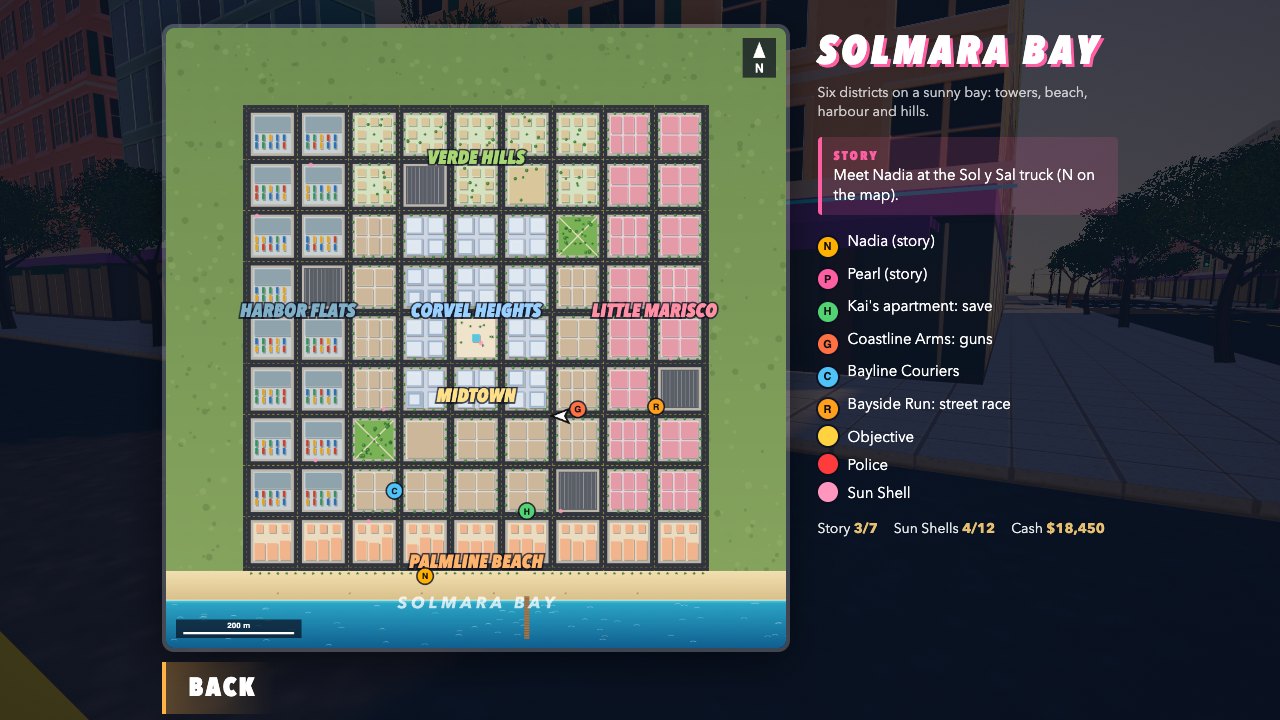 N
VERDE HILLS
HARBOR FLATS
CORVEL HEIGHTS
LITTLE MARISCO
MIDTOWN
G
R
C
H
PALMLINE BEACH
N
SOLMARA BAY
200 m
BACK
SOLMARA BAY
Six districts on a sunny bay: towers, beach,
harbour and hills.
STORY
Meet Nadia at the Sol y Sal truck (N on
the map).
N Nadia (story)
P Pearl (story)
H Kai's apartment: save
G Coastline Arms: guns
C Bayline Couriers
R Bayside Run: street race
Objective
Police
Sun Shell
Story 3/7 Sun Shells 4/12 Cash $18,450